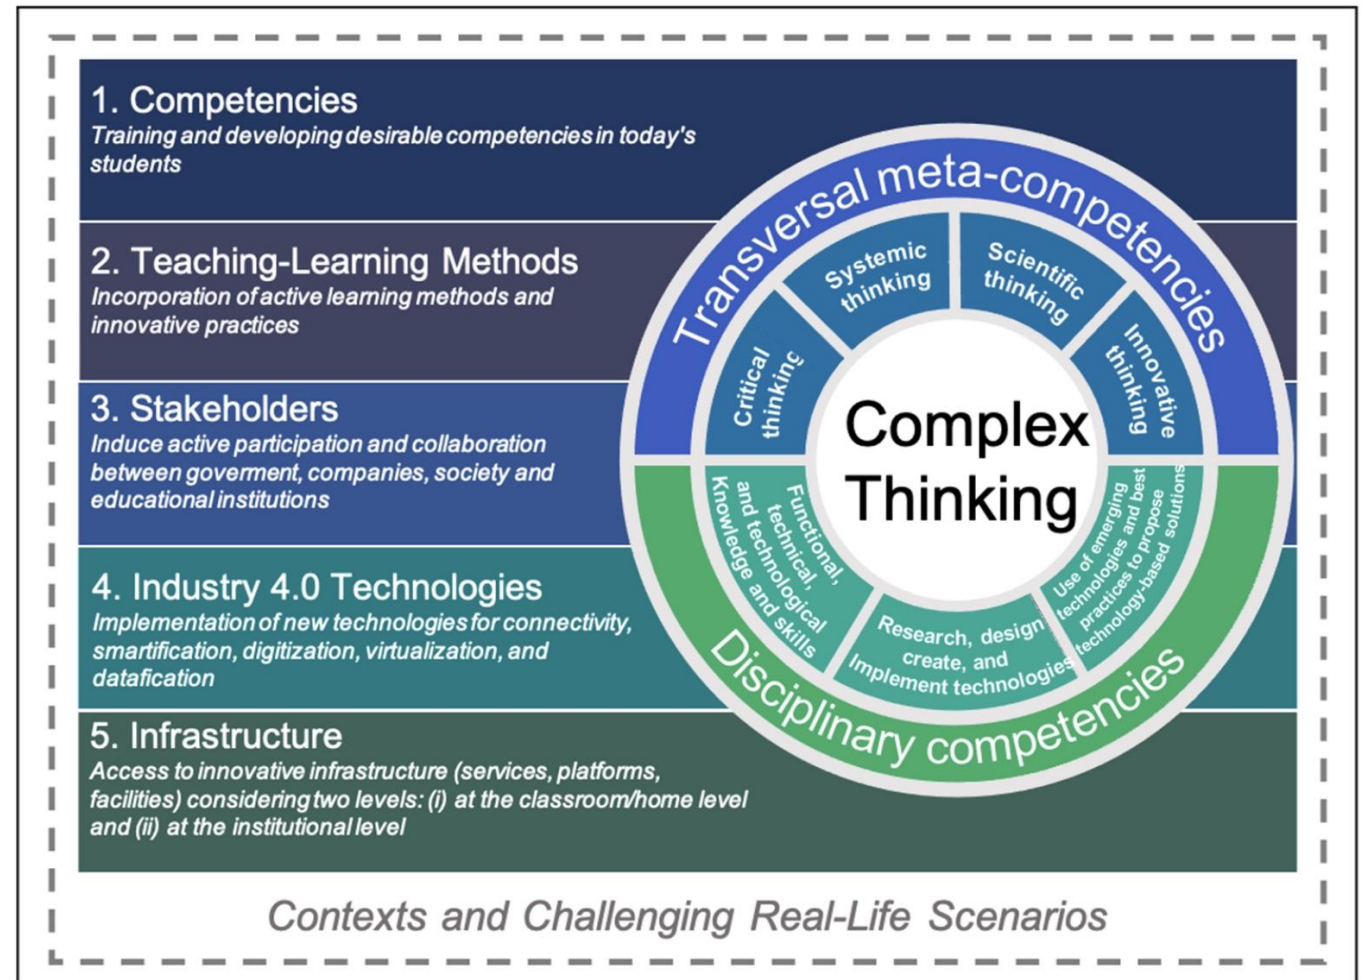 1. Competencies
Training and developing desirable competencies in today's
students
2. Teaching-Learning Methods
Incorporation of active learning methods and
innovative practices
3. Stakeholders
Induce active participation and collaboration
between goverment, companies, society and
educational institutions
4. Industry 4.0 Technologies
Implementation of new technologies for connectivity,
smartification, digitization, virtualization, and
datafication
5. Infrastructure
Access to innovative infrastructure (services, platforms,
facilities) considering two levels: (i) at the classroom/home level
and (ii) at the institutional level
Transversal meta-competencies
Critical
thinking
Systemic
thinking
Scientific
thinking
Innovative
thinking
Complex
Thinking
Functional,
technical,
and technological
Knowledge and skills
Research, design
create, and
Implement technologies
Use of emerging
technologies and best
practices to propose
technology-based solutions
Disciplinary competencies
Contexts and Challenging Real-Life Scenarios